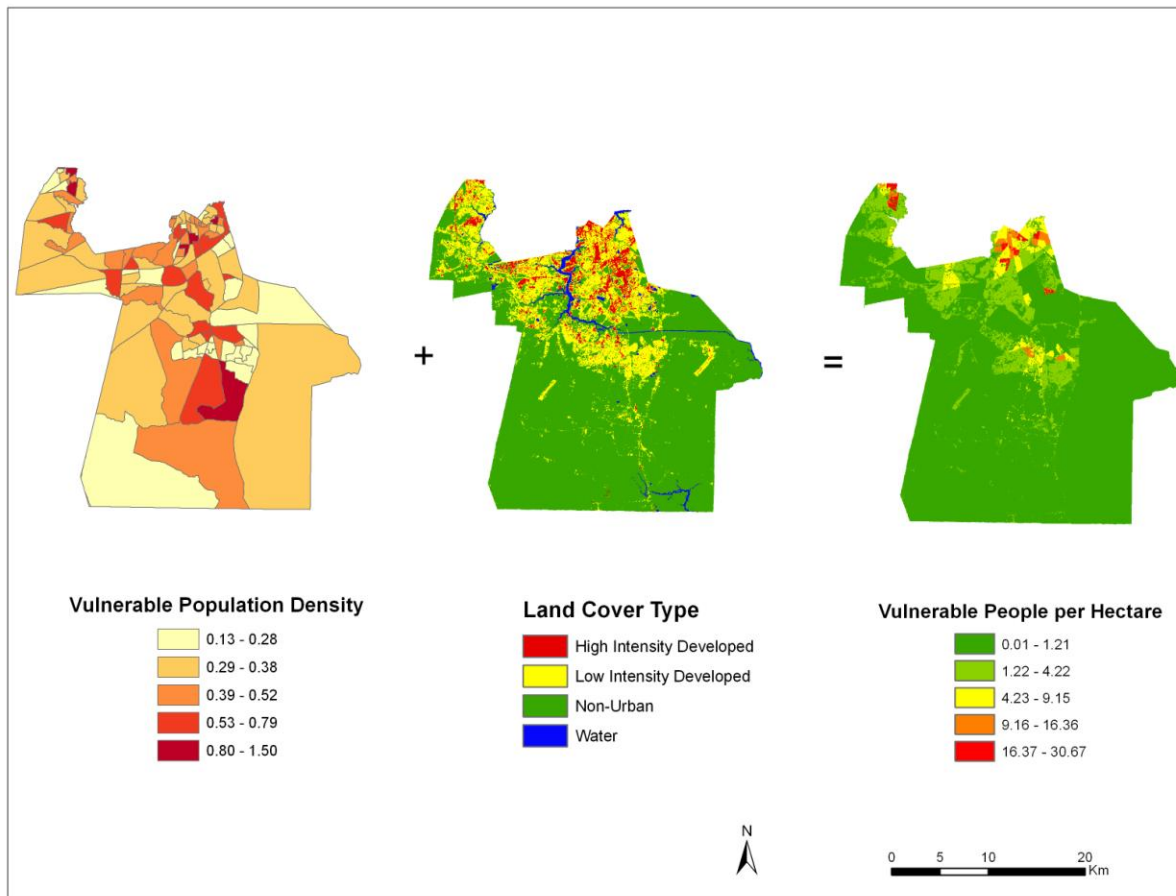 +
=
Vulnerable Population Density
0.13 - 0.28
0.29 - 0.38
0.39 - 0.52
0.53 - 0.79
0.80 - 1.50
Land Cover Type
High Intensity Developed
Low Intensity Developed
Non-Urban
Water
Vulnerable People per Hectare
0.01 - 1.21
1.22 - 4.22
4.23 - 9.15
9.16 - 16.36
16.37 - 30.67
N
0 5 10 20
Km